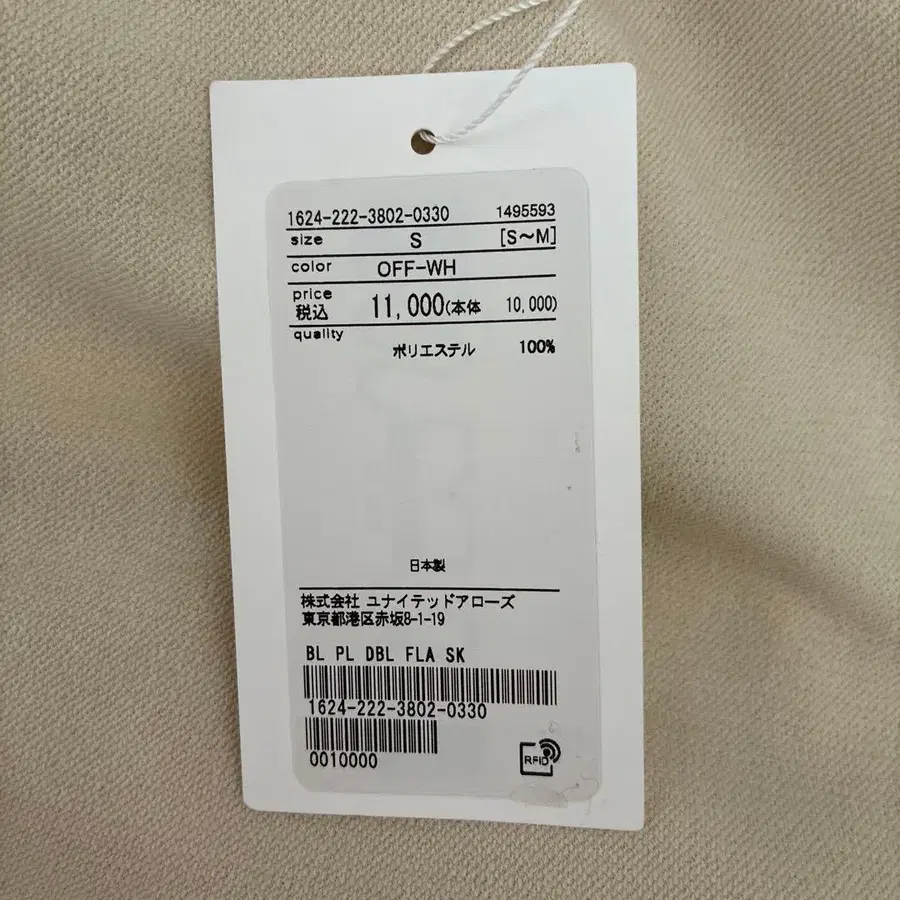 1624-222-3802-0330 1495593
size S [S〜M]
color OFF-WH
price
税込 11,000(本体 10,000)
quality
ポリエステル 100%
日本製
株式会社 ユナイテッドアローズ
東京都港区赤坂8-1-19
BL PL DBL FLA SK
1624-222-3802-0330
0010000
RFID